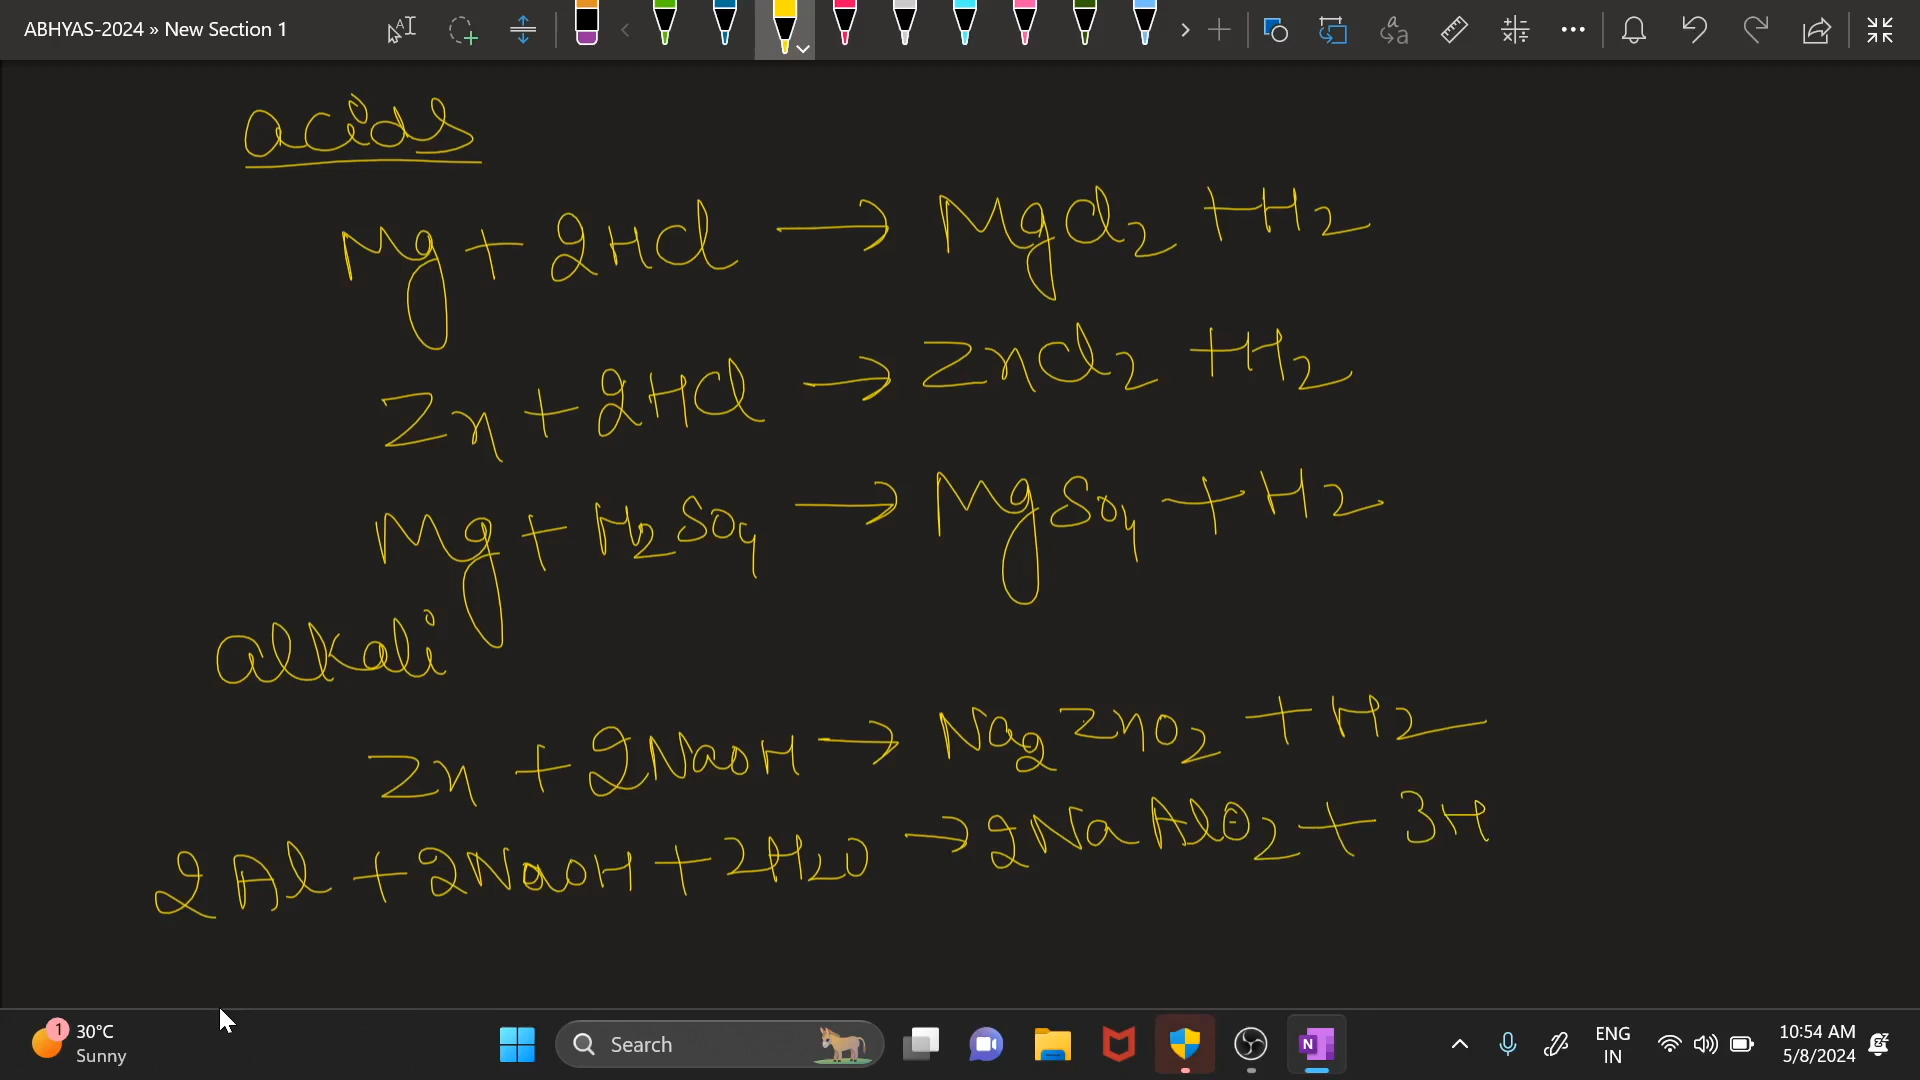 ABHYAS-2024 » New Section 1
acids
Mg + 2HCl → MgCl₂ + H₂
Zn + 2HCl → ZnCl₂ + H₂
Mg + H₂SO₄ → MgSO₄ + H₂
alkali
Zn + 2NaOH → Na₂ZnO₂ + H₂
2Al + 2NaOH + 2H₂O → 2NaAlO₂ + 3H
1
30°C
Sunny
Search
ENG
IN
10:54 AM
5/8/2024